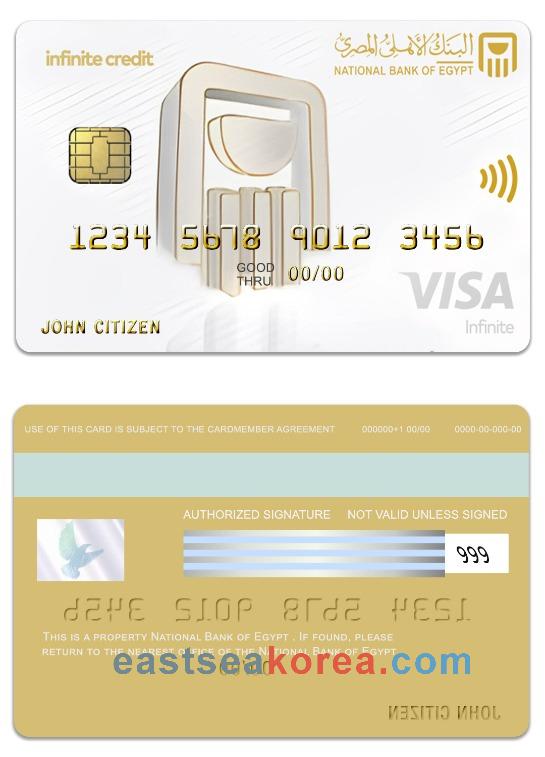 infinite credit
البنك الأهلي المصري
NATIONAL BANK OF EGYPT
1234 5678 9012 3456
GOOD THRU 00/00
VISA
Infinite
JOHN CITIZEN
USE OF THIS CARD IS SUBJECT TO THE CARDMEMBER AGREEMENT 000000+1 00/00 0000-00-000-00
AUTHORIZED SIGNATURE NOT VALID UNLESS SIGNED
999
1234 5678 9012 3456
THIS IS A PROPERTY NATIONAL BANK OF EGYPT . IF FOUND, PLEASE
RETURN TO THE NEAREST OFFICE OF THE NATIONAL BANK OF EGYPT
eastseakorea.com
00/00
JOHN CITIZEN